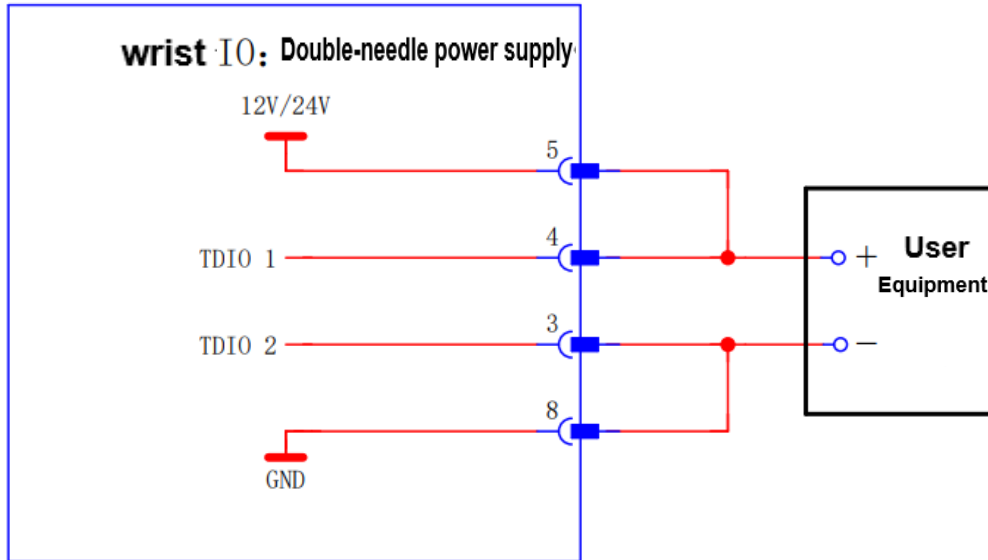 wrist IO: Double-needle power supply
12V/24V
5
4
TDIO 1
+ User
Equipment
3
TDIO 2
−
8
GND